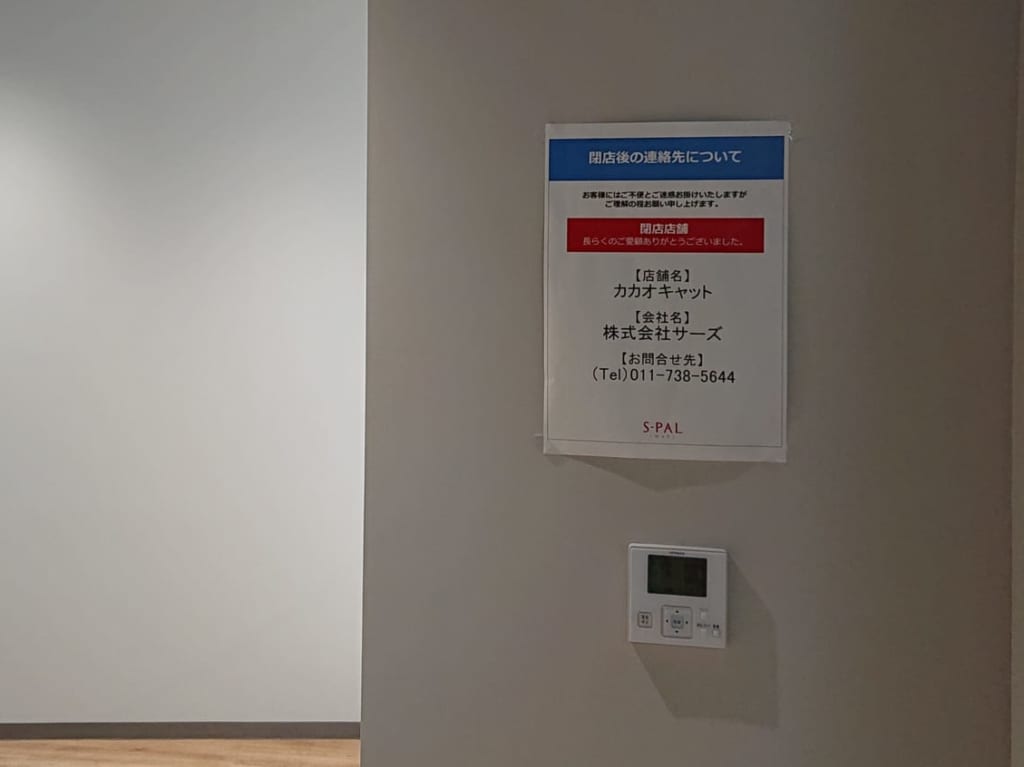 閉店後の連絡先について
お客様にはご不便とご迷惑お掛けいたしますが
ご理解の程お願い申し上げます。
閉店店舗
長らくのご愛顧ありがとうございました。
【店舗名】
カカオキャット
【会社名】
株式会社サーズ
【お問合せ先】
(Tel)011-738-5644
S-PAL